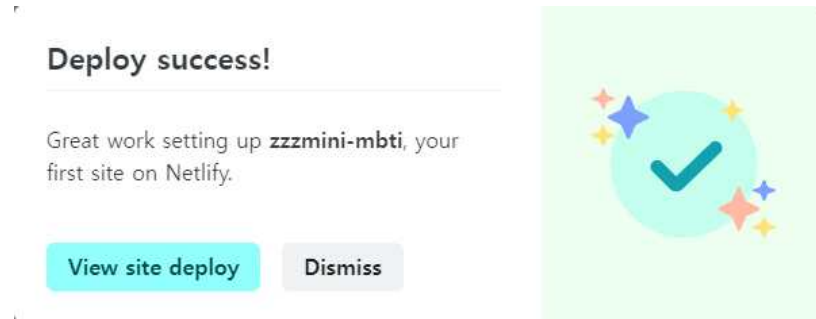 Deploy success!
Great work setting up zzzmini-mbti, your
first site on Netlify.
View site deploy
Dismiss